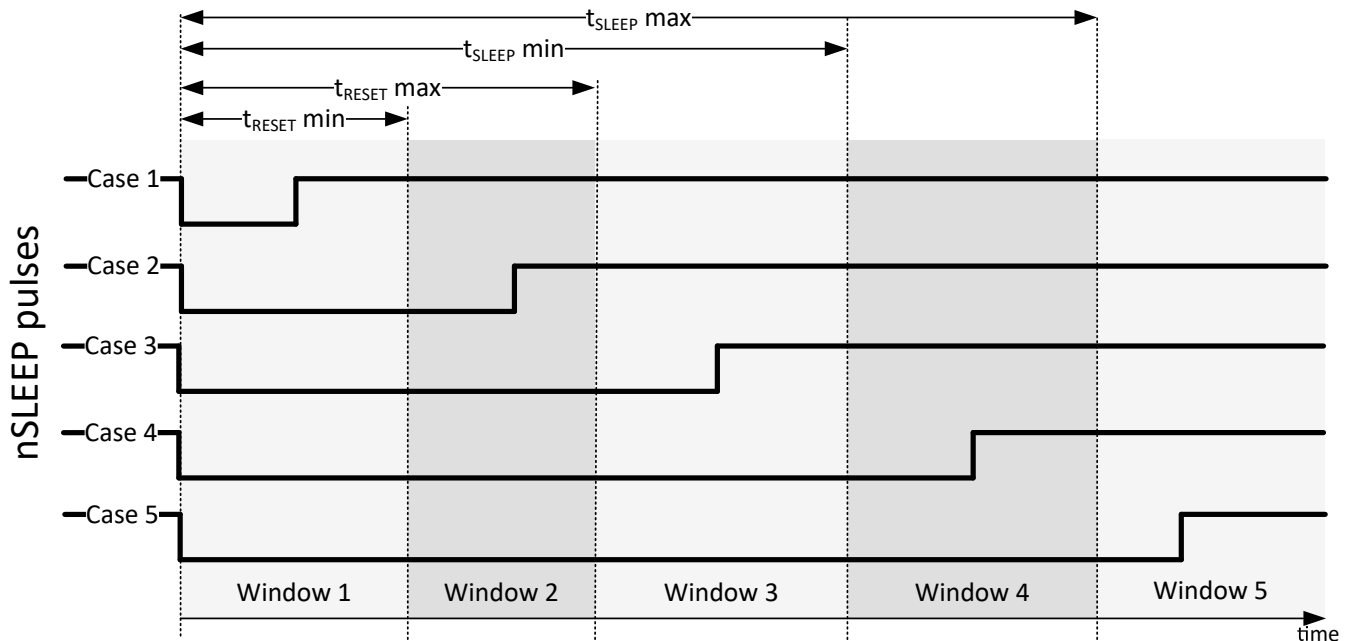 tSLEEP max
tSLEEP min
tRESET max
tRESET min
nSLEEP pulses
Case 1
Case 2
Case 3
Case 4
Case 5
Window 1
Window 2
Window 3
Window 4
Window 5
time